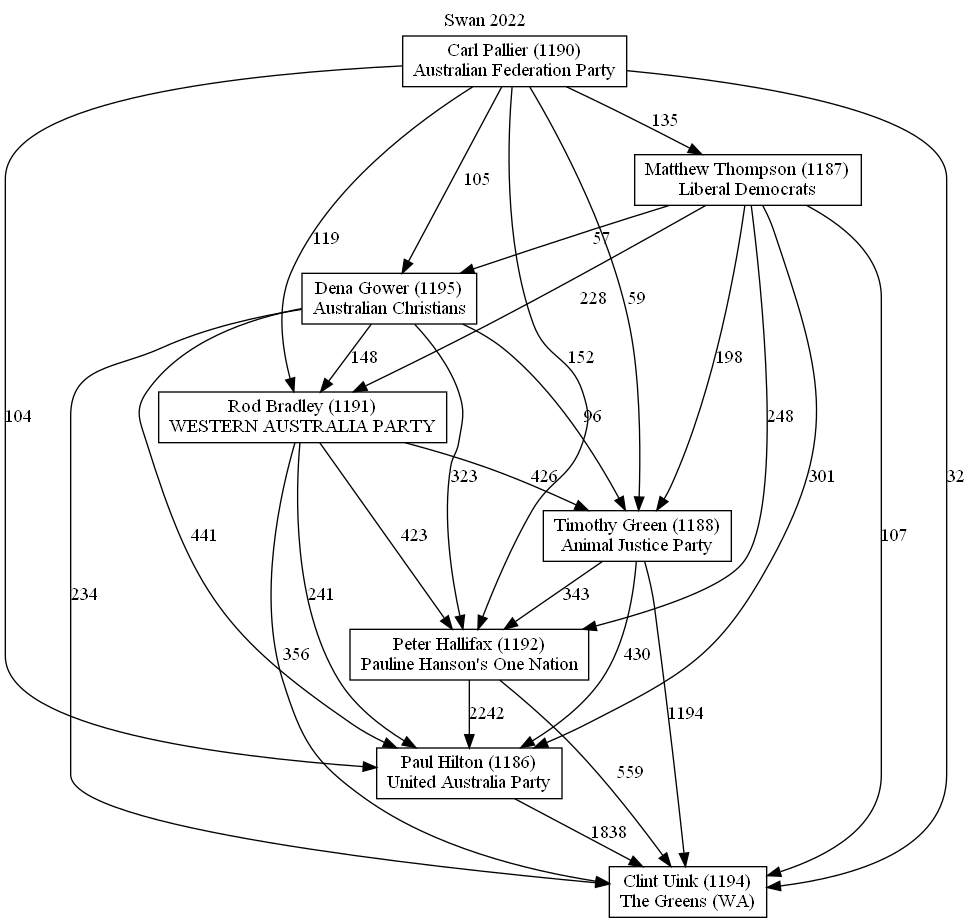 Swan 2022
Carl Pallier (1190)
Australian Federation Party
135
Matthew Thompson (1187)
Liberal Democrats
105
119
57
Dena Gower (1195)
Australian Christians
228
59
148
152
198
Rod Bradley (1191)
WESTERN AUSTRALIA PARTY
104
96
248
323
426
301
32
Timothy Green (1188)
Animal Justice Party
441
423
107
234
241
343
Peter Hallifax (1192)
Pauline Hanson's One Nation
356
430
2242
1194
Paul Hilton (1186)
United Australia Party
559
1838
Clint Uink (1194)
The Greens (WA)